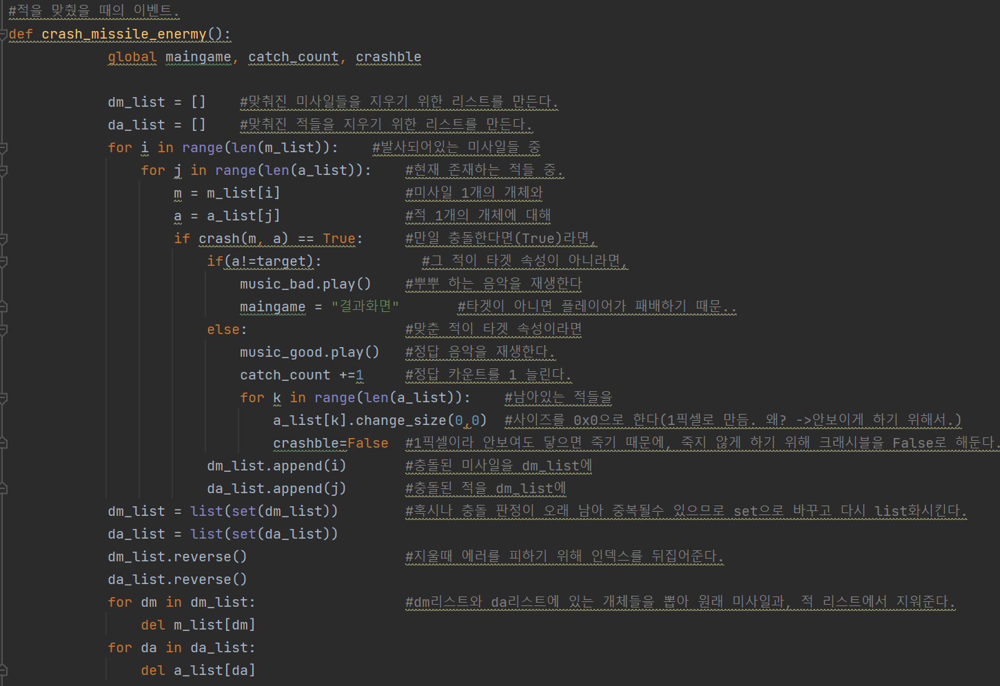 #적을 맞췄을 때의 이벤트.
def crash_missile_enermy():
            global maingame, catch_count, crashble

            dm_list = []    #맞춰진 미사일들을 지우기 위한 리스트를 만든다.
            da_list = []    #맞춰진 적들을 지우기 위한 리스트를 만든다.
            for i in range(len(m_list)):    #발사되어있는 미사일들 중
                for j in range(len(a_list)):    #현재 존재하는 적들 중.
                    m = m_list[i]               #미사일 1개의 개체와
                    a = a_list[j]               #적 1개의 개체에 대해
                    if crash(m, a) == True:     #만일 충돌한다면(True)라면,
                        if(a!=target):            #그 적이 타겟 속성이 아니라면,
                            music_bad.play()    #뿌뿌 하는 음악을 재생한다
                            maingame = "결과화면"       #타겟이 아니면 플레이어가 패배하기 때문..
                        else:                   #맞춘 적이 타겟 속성이라면
                            music_good.play()   #정답 음악을 재생한다.
                            catch_count +=1     #정답 카운트를 1 늘린다.
                            for k in range(len(a_list)):    #남아있는 적들을
                                a_list[k].change_size(0,0)  #사이즈를 0x0으로 한다(1픽셀로 만듬. 왜? ->안보이게 하기 위해서.)
                                crashble=False  #1픽셀이라 안보여도 닿으면 죽기 때문에, 죽지 않게 하기 위해 크래시블을 False로 해둔다.
                        dm_list.append(i)       #충돌된 미사일을 dm_list에
                        da_list.append(j)       #충돌된 적을 dm_list에
            dm_list = list(set(dm_list))        #혹시나 충돌 판정이 오래 남아 중복될수 있으므로 set으로 바꾸고 다시 list화시킨다.
            da_list = list(set(da_list))
            dm_list.reverse()                   #지울때 에러를 피하기 위해 인덱스를 뒤집어준다.
            da_list.reverse()
            for dm in dm_list:                  #dm리스트와 da리스트에 있는 개체들을 뽑아 원래 미사일과, 적 리스트에서 지워준다.
                del m_list[dm]
            for da in da_list:
                del a_list[da]